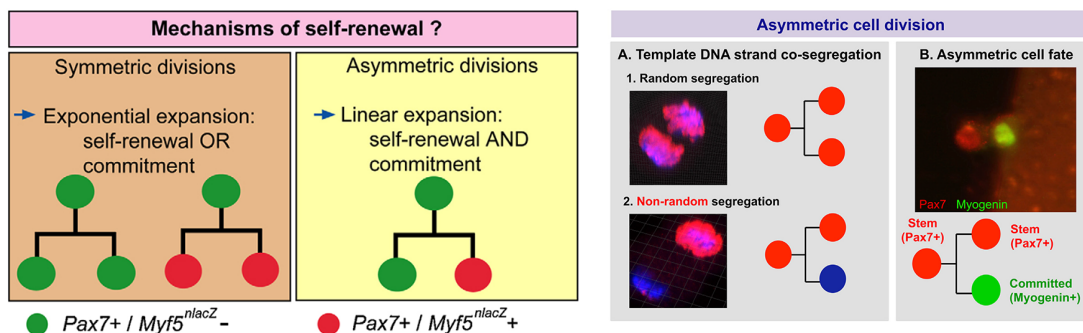 Mechanisms of self-renewal ?
Symmetric divisions
Exponential expansion:
self-renewal OR
commitment
Asymmetric divisions
Linear expansion:
self-renewal AND
commitment
Pax7+ / Myf5nlacZ -
Pax7+ / Myf5nlacZ +
Asymmetric cell division
A. Template DNA strand co-segregation
1. Random segregation
2. Non-random segregation
B. Asymmetric cell fate
Pax7 Myogenin
Stem
(Pax7+)
Stem
(Pax7+)
Committed
(Myogenin+)